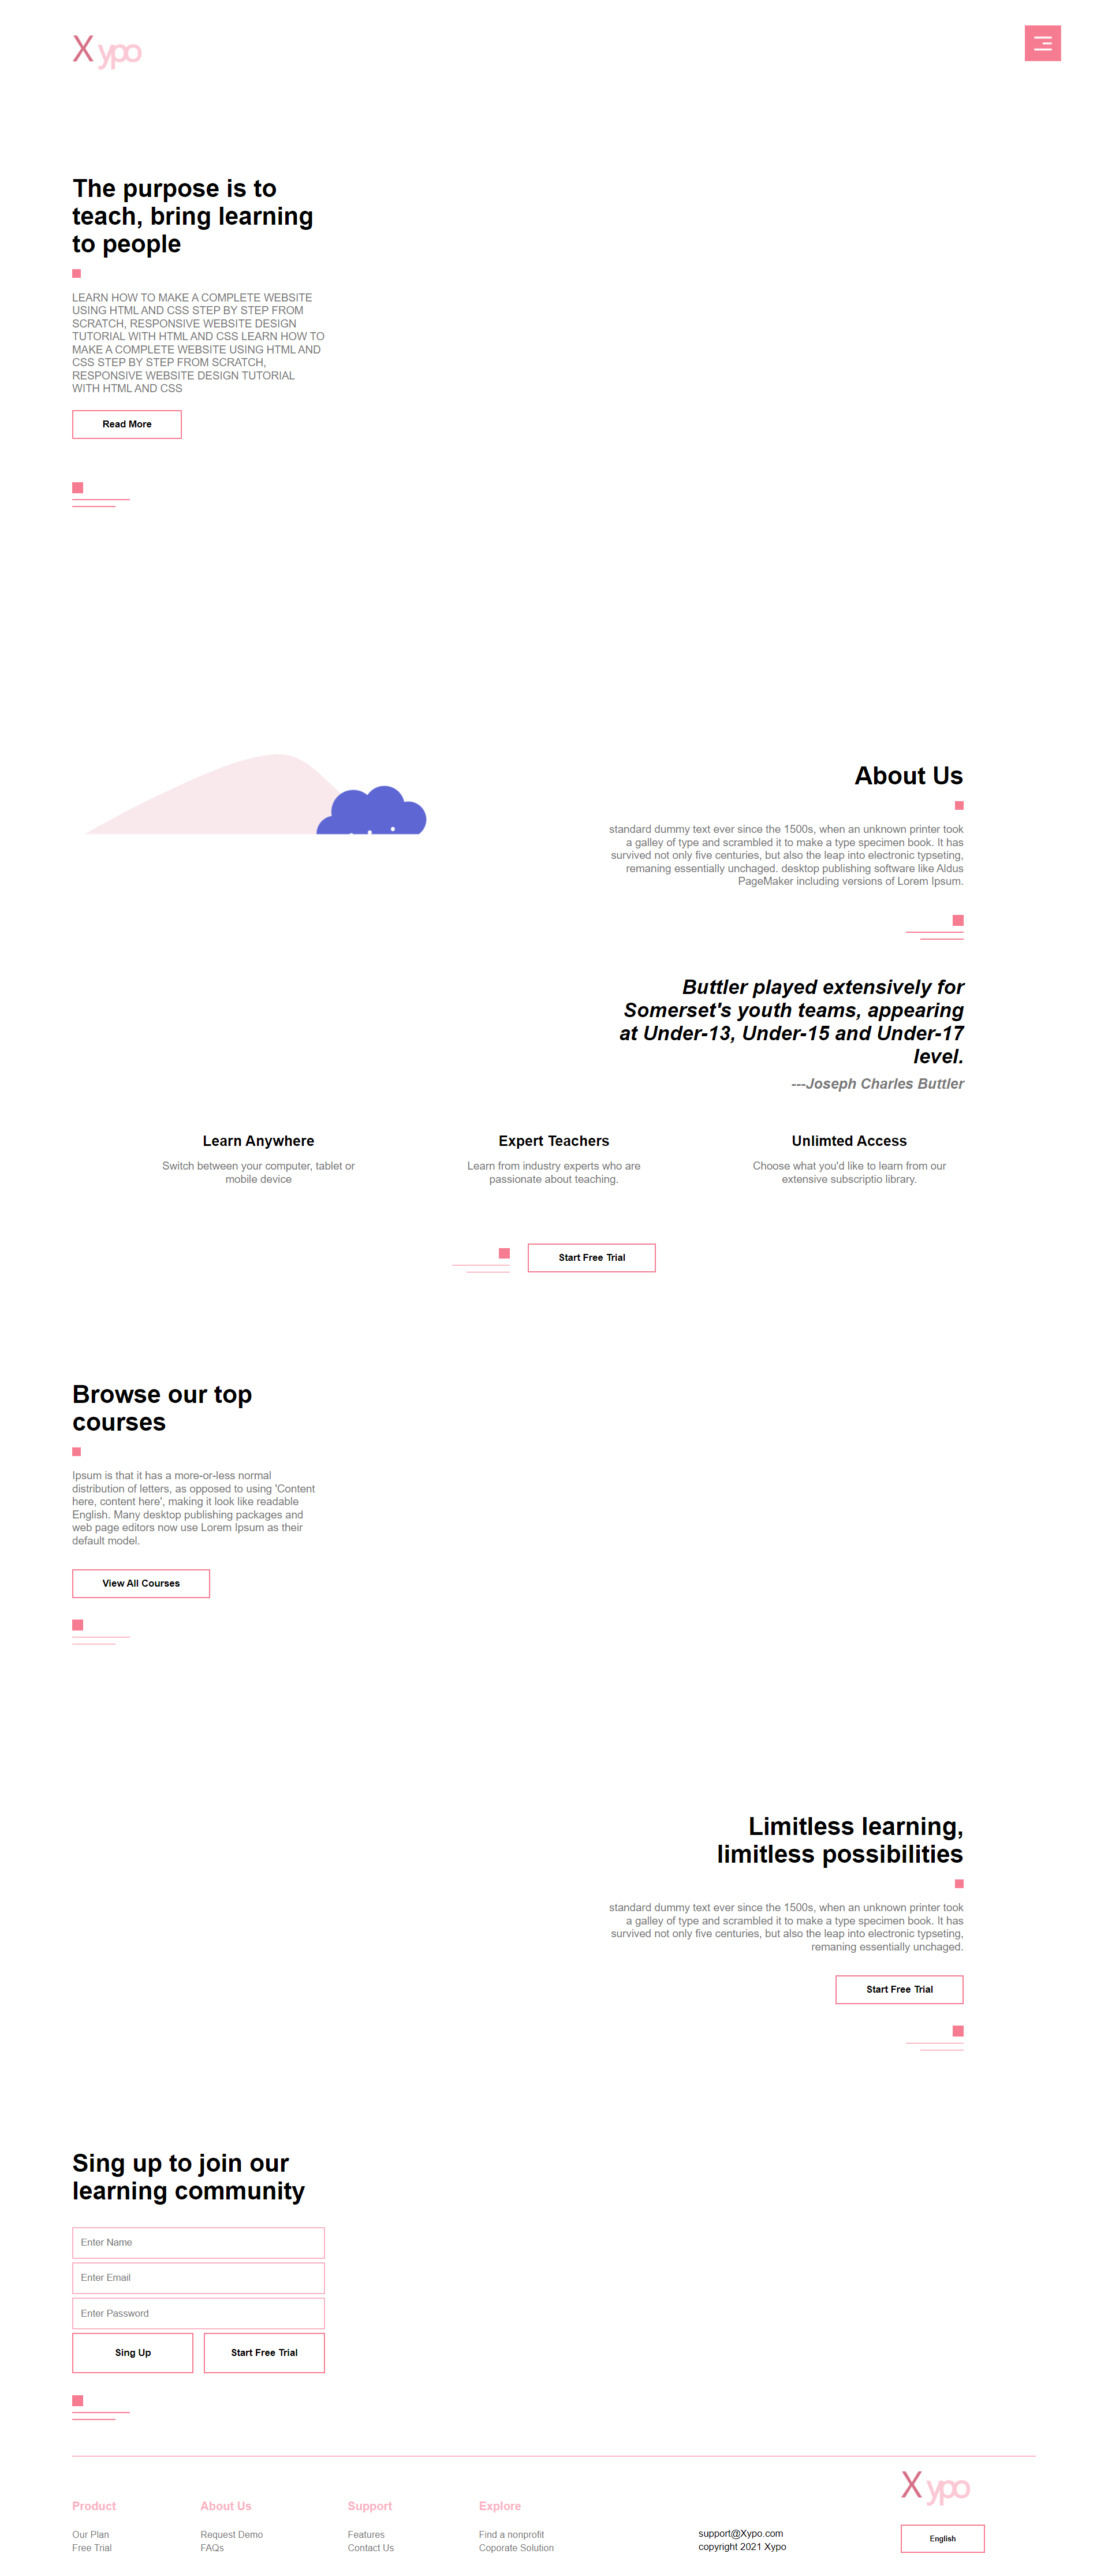 X ypo
The purpose is to
teach, bring learning
to people
LEARN HOW TO MAKE A COMPLETE WEBSITE
USING HTML AND CSS STEP BY STEP FROM
SCRATCH, RESPONSIVE WEBSITE DESIGN
TUTORIAL WITH HTML AND CSS LEARN HOW TO
MAKE A COMPLETE WEBSITE USING HTML AND
CSS STEP BY STEP FROM SCRATCH,
RESPONSIVE WEBSITE DESIGN TUTORIAL
WITH HTML AND CSS
Read More
About Us
standard dummy text ever since the 1500s, when an unknown printer took
a galley of type and scrambled it to make a type specimen book. It has
survived not only five centuries, but also the leap into electronic typseting,
remaning essentially unchaged. desktop publishing software like Aldus
PageMaker including versions of Lorem Ipsum.
Buttler played extensively for
Somerset's youth teams, appearing
at Under-13, Under-15 and Under-17
level.
---Joseph Charles Buttler
Learn Anywhere
Switch between your computer, tablet or
mobile device
Expert Teachers
Learn from industry experts who are
passionate about teaching.
Unlimted Access
Choose what you'd like to learn from our
extensive subscriptio library.
Start Free Trial
Browse our top
courses
Ipsum is that it has a more-or-less normal
distribution of letters, as opposed to using 'Content
here, content here', making it look like readable
English. Many desktop publishing packages and
web page editors now use Lorem Ipsum as their
default model.
View All Courses
Limitless learning,
limitless possibilities
standard dummy text ever since the 1500s, when an unknown printer took
a galley of type and scrambled it to make a type specimen book. It has
survived not only five centuries, but also the leap into electronic typseting,
remaning essentially unchaged.
Start Free Trial
Sing up to join our
learning community
Enter Name
Enter Email
Enter Password
Sing Up
Start Free Trial
Product
Our Plan
Free Trial
About Us
Request Demo
FAQs
Support
Features
Contact Us
Explore
Find a nonprofit
Coporate Solution
support@Xypo.com
copyright 2021 Xypo
X ypo
English